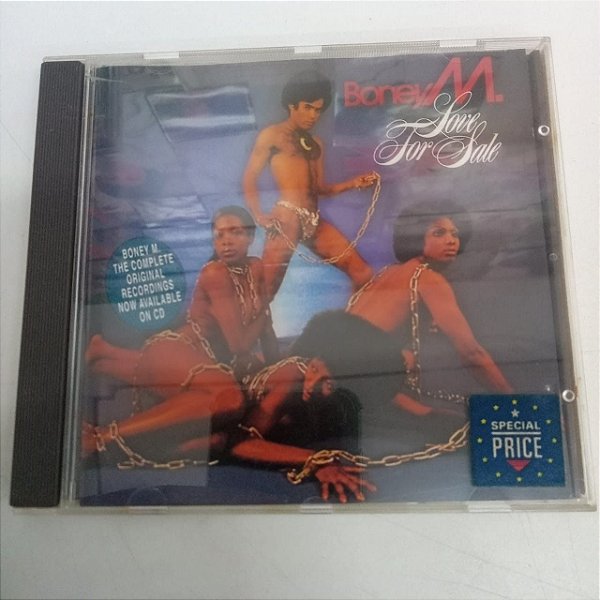 Boney M.
Love
For Sale
BONEY M.
THE COMPLETE
ORIGINAL
RECORDINGS
NOW AVAILABLE
ON CD
SPECIAL
PRICE